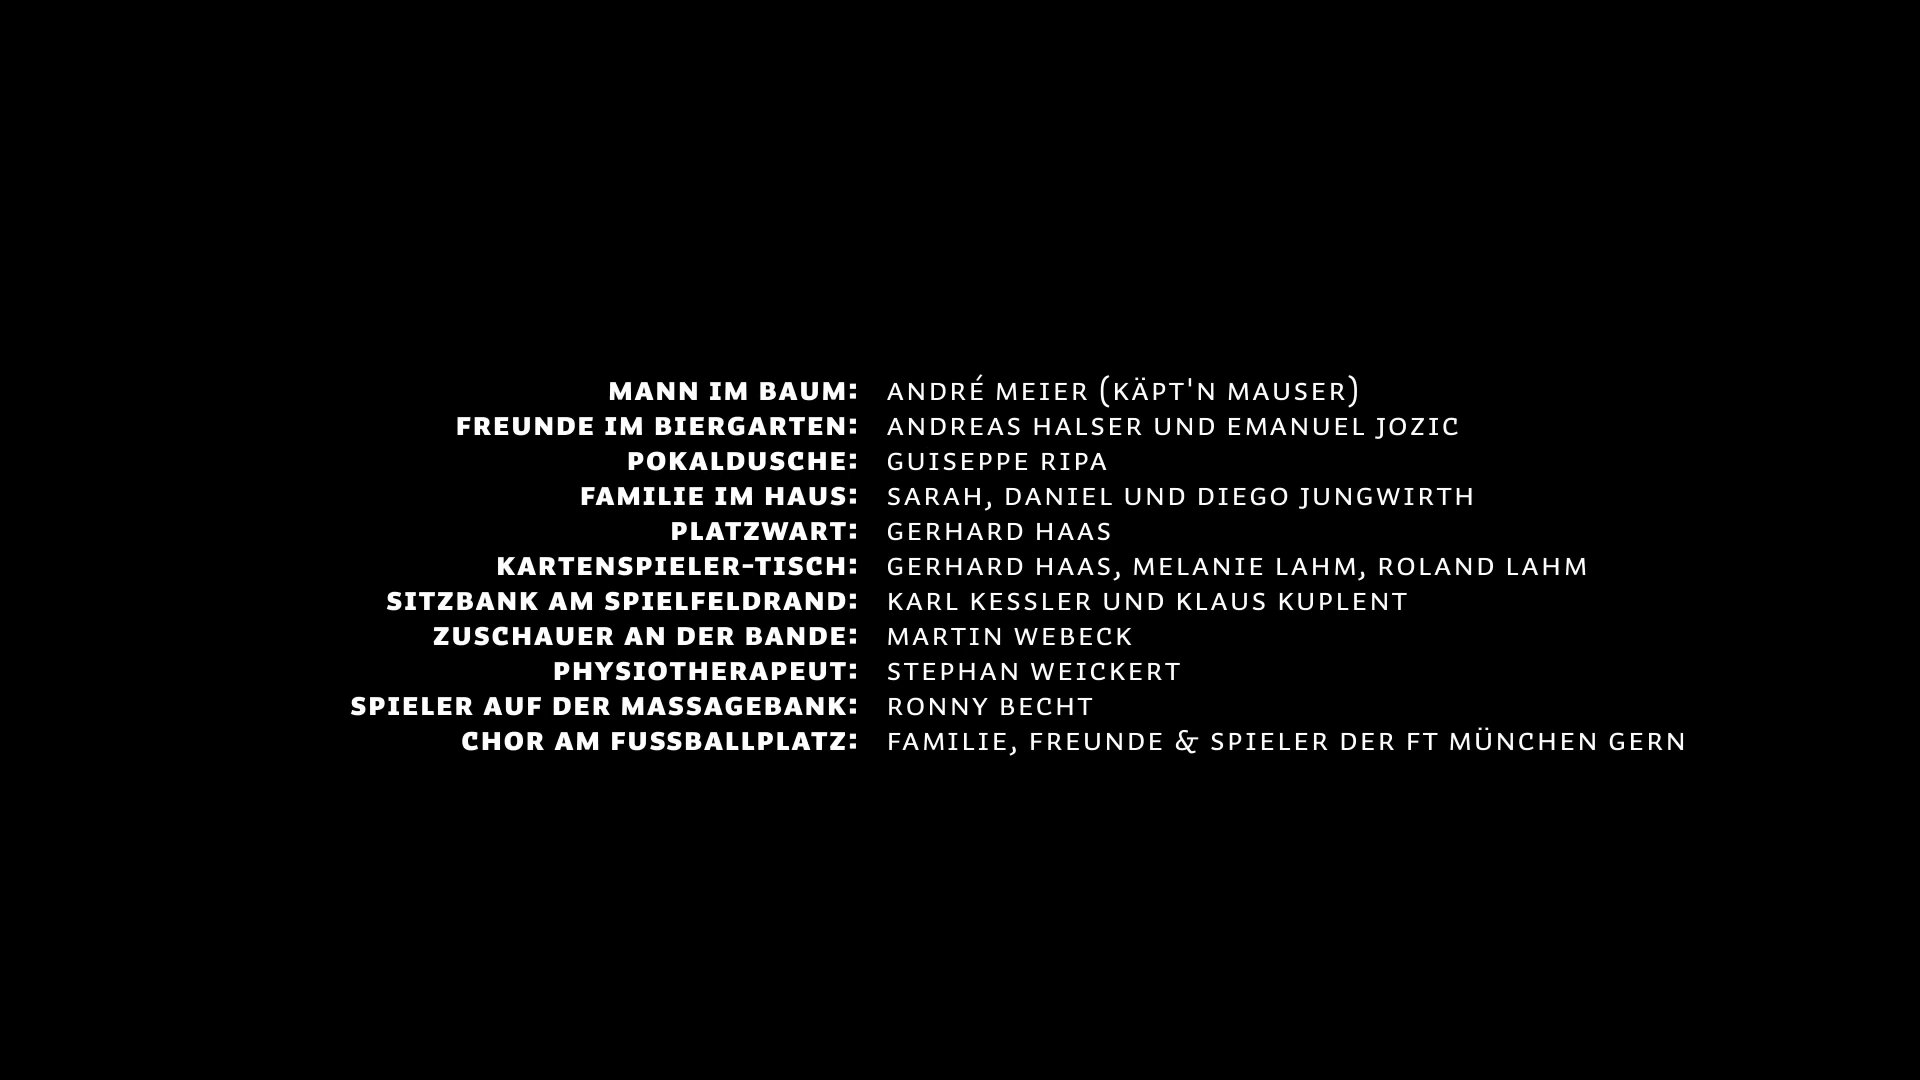 MANN IM BAUM: ANDRÉ MEIER (KÄPT'N MAUSER)
FREUNDE IM BIERGARTEN: ANDREAS HALSER UND EMANUEL JOZIC
POKALDUSCHE: GUISEPPE RIPA
FAMILIE IM HAUS: SARAH, DANIEL UND DIEGO JUNGWIRTH
PLATZWART: GERHARD HAAS
KARTENSPIELER-TISCH: GERHARD HAAS, MELANIE LAHM, ROLAND LAHM
SITZBANK AM SPIELFELDRAND: KARL KESSLER UND KLAUS KUPLENT
ZUSCHAUER AN DER BANDE: MARTIN WEBECK
PHYSIOTHERAPEUT: STEPHAN WEICKERT
SPIELER AUF DER MASSAGEBANK: RONNY BECHT
CHOR AM FUSSBALLPLATZ: FAMILIE, FREUNDE & SPIELER DER FT MÜNCHEN GERN